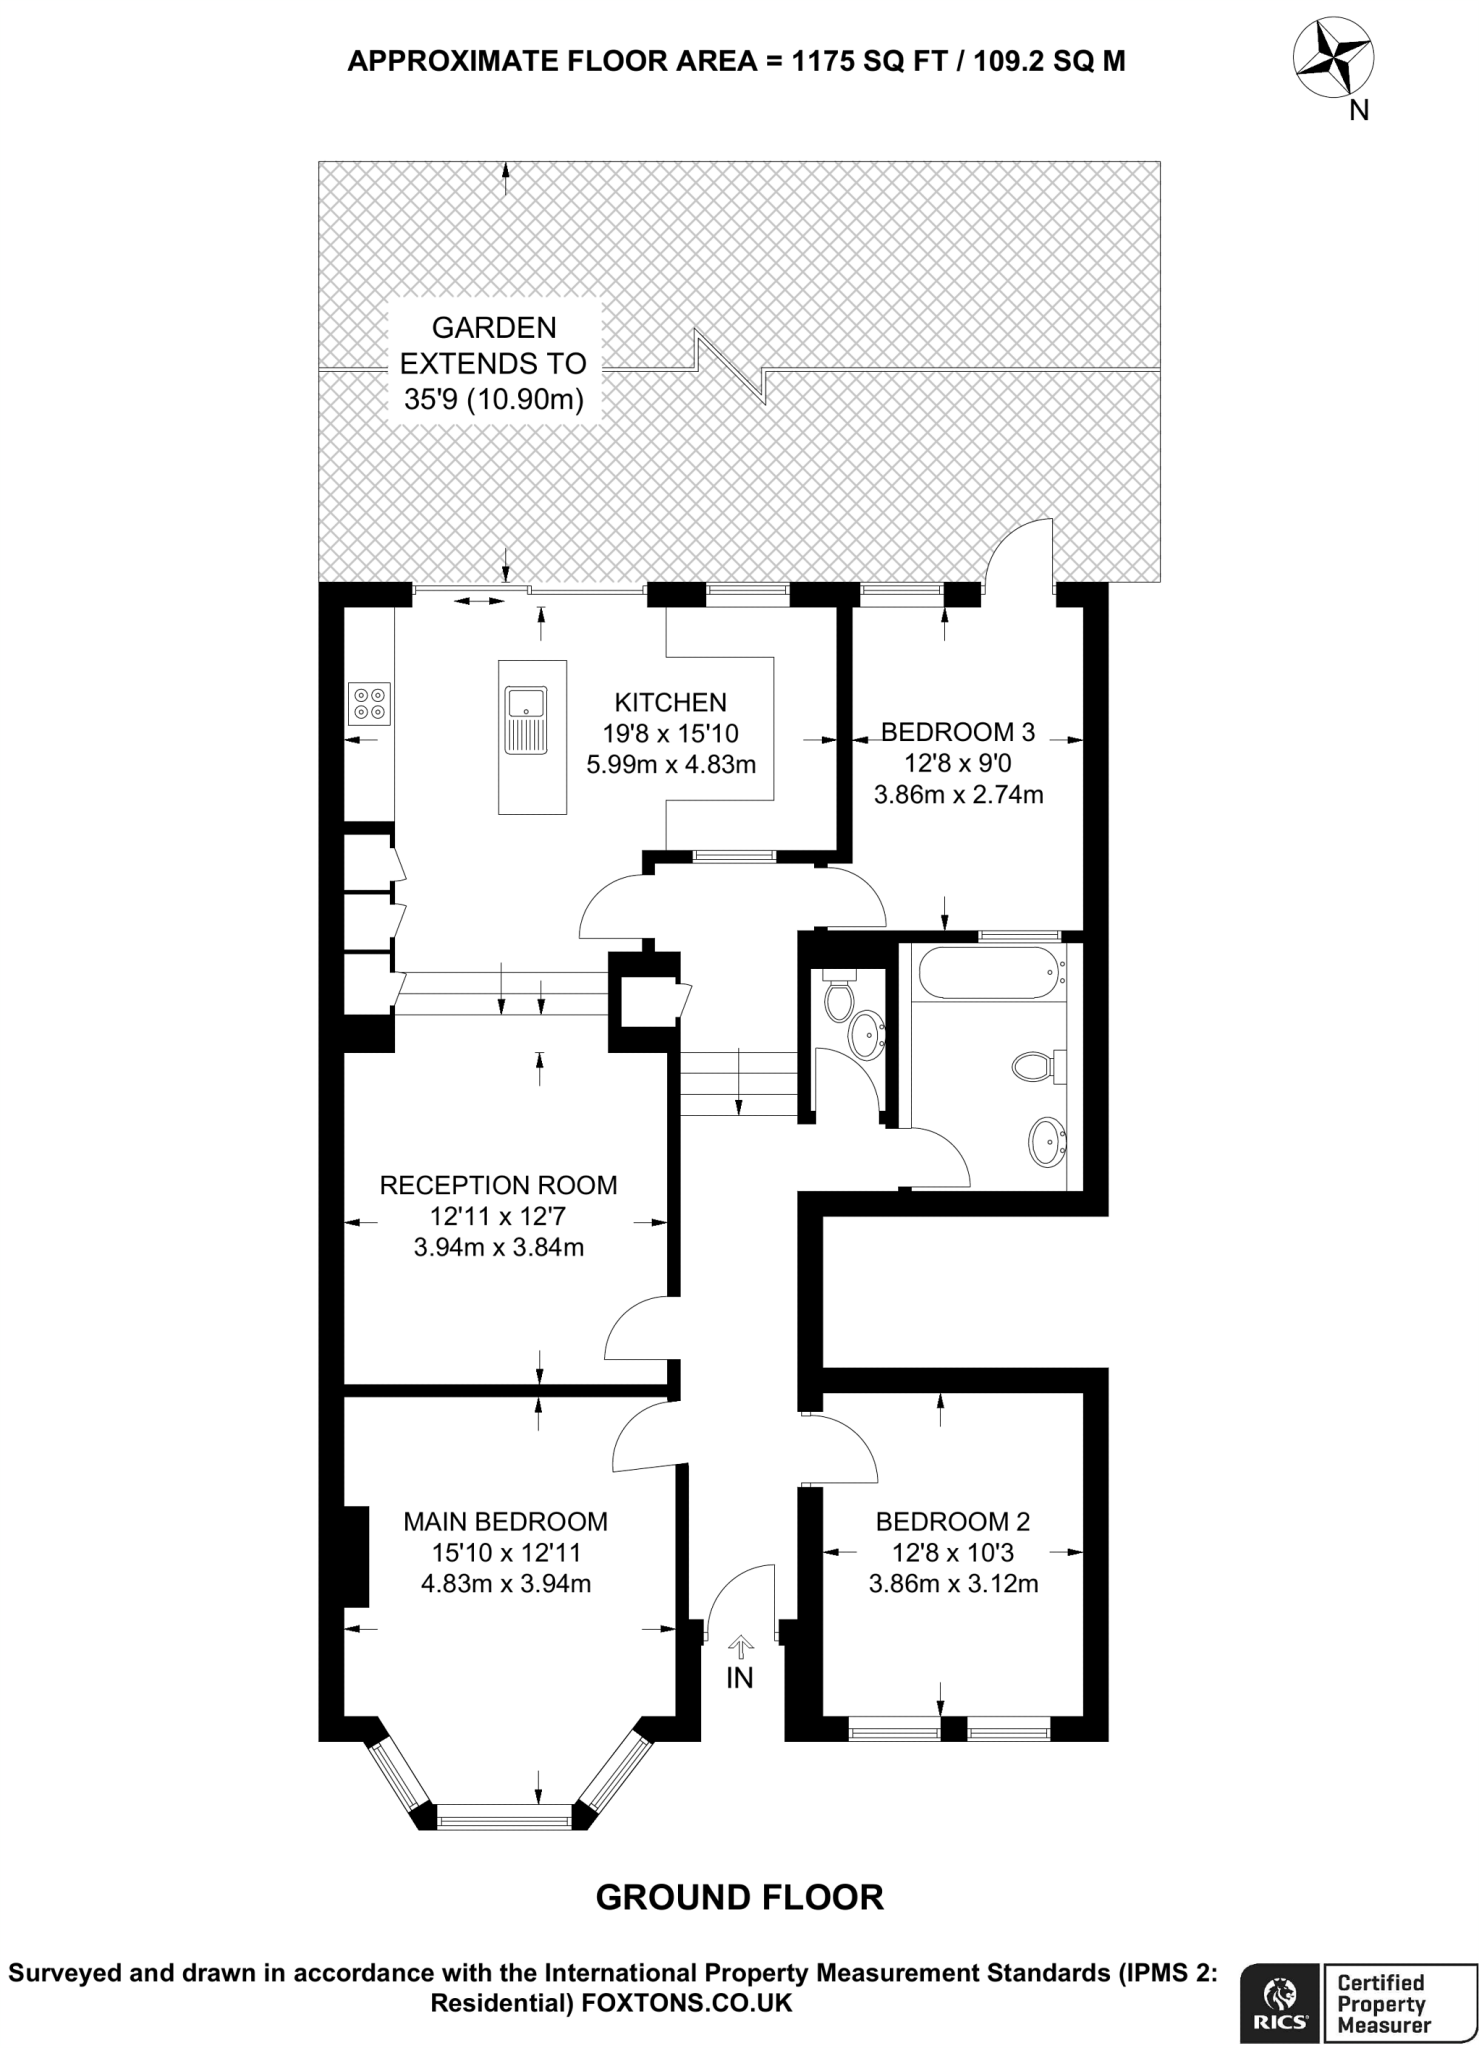 APPROXIMATE FLOOR AREA = 1175 SQ FT / 109.2 SQ M
N
GARDEN
EXTENDS TO
35'9 (10.90m)
KITCHEN
19'8 x 15'10
5.99m x 4.83m
BEDROOM 3
12'8 x 9'0
3.86m x 2.74m
RECEPTION ROOM
12'11 x 12'7
3.94m x 3.84m
MAIN BEDROOM
15'10 x 12'11
4.83m x 3.94m
BEDROOM 2
12'8 x 10'3
3.86m x 3.12m
IN
GROUND FLOOR
Surveyed and drawn in accordance with the International Property Measurement Standards (IPMS 2:
Residential) FOXTONS.CO.UK
RICS
Certified
Property
Measurer